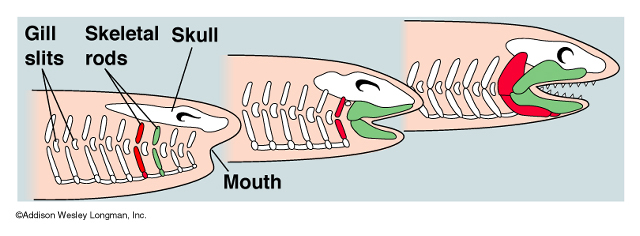 Gill
slits
Skeletal
rods
Skull
Mouth
©Addison Wesley Longman, Inc.